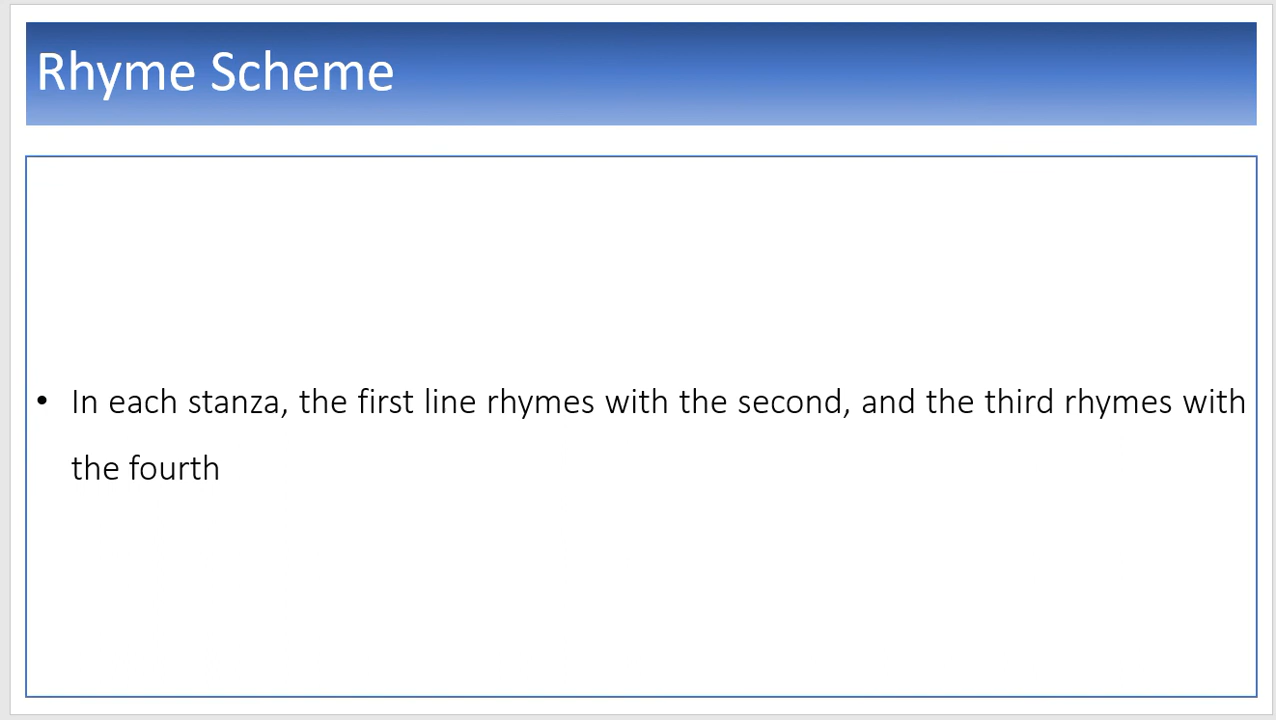 Rhyme Scheme
• In each stanza, the first line rhymes with the second, and the third rhymes with
the fourth